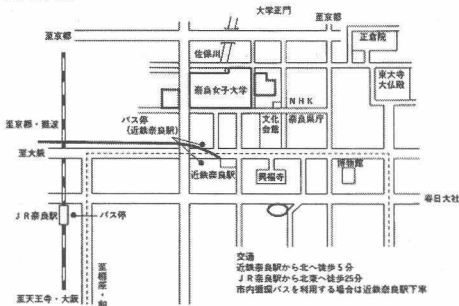 大学正門
至京都
至京都
正倉院
佐保川
奈良女子大学
東大寺
大仏殿
NHK
バス停
(近鉄奈良駅)
文化
会館
奈良県庁
至京都・難波
至大阪
近鉄奈良駅
興福寺
博物館
春日大社
JR奈良駅
バス停
交通
近鉄奈良駅から北へ徒歩5分
JR奈良駅から北東へ徒歩25分
市内循環バスを利用する場合は近鉄奈良駅下車
至天王寺・大阪